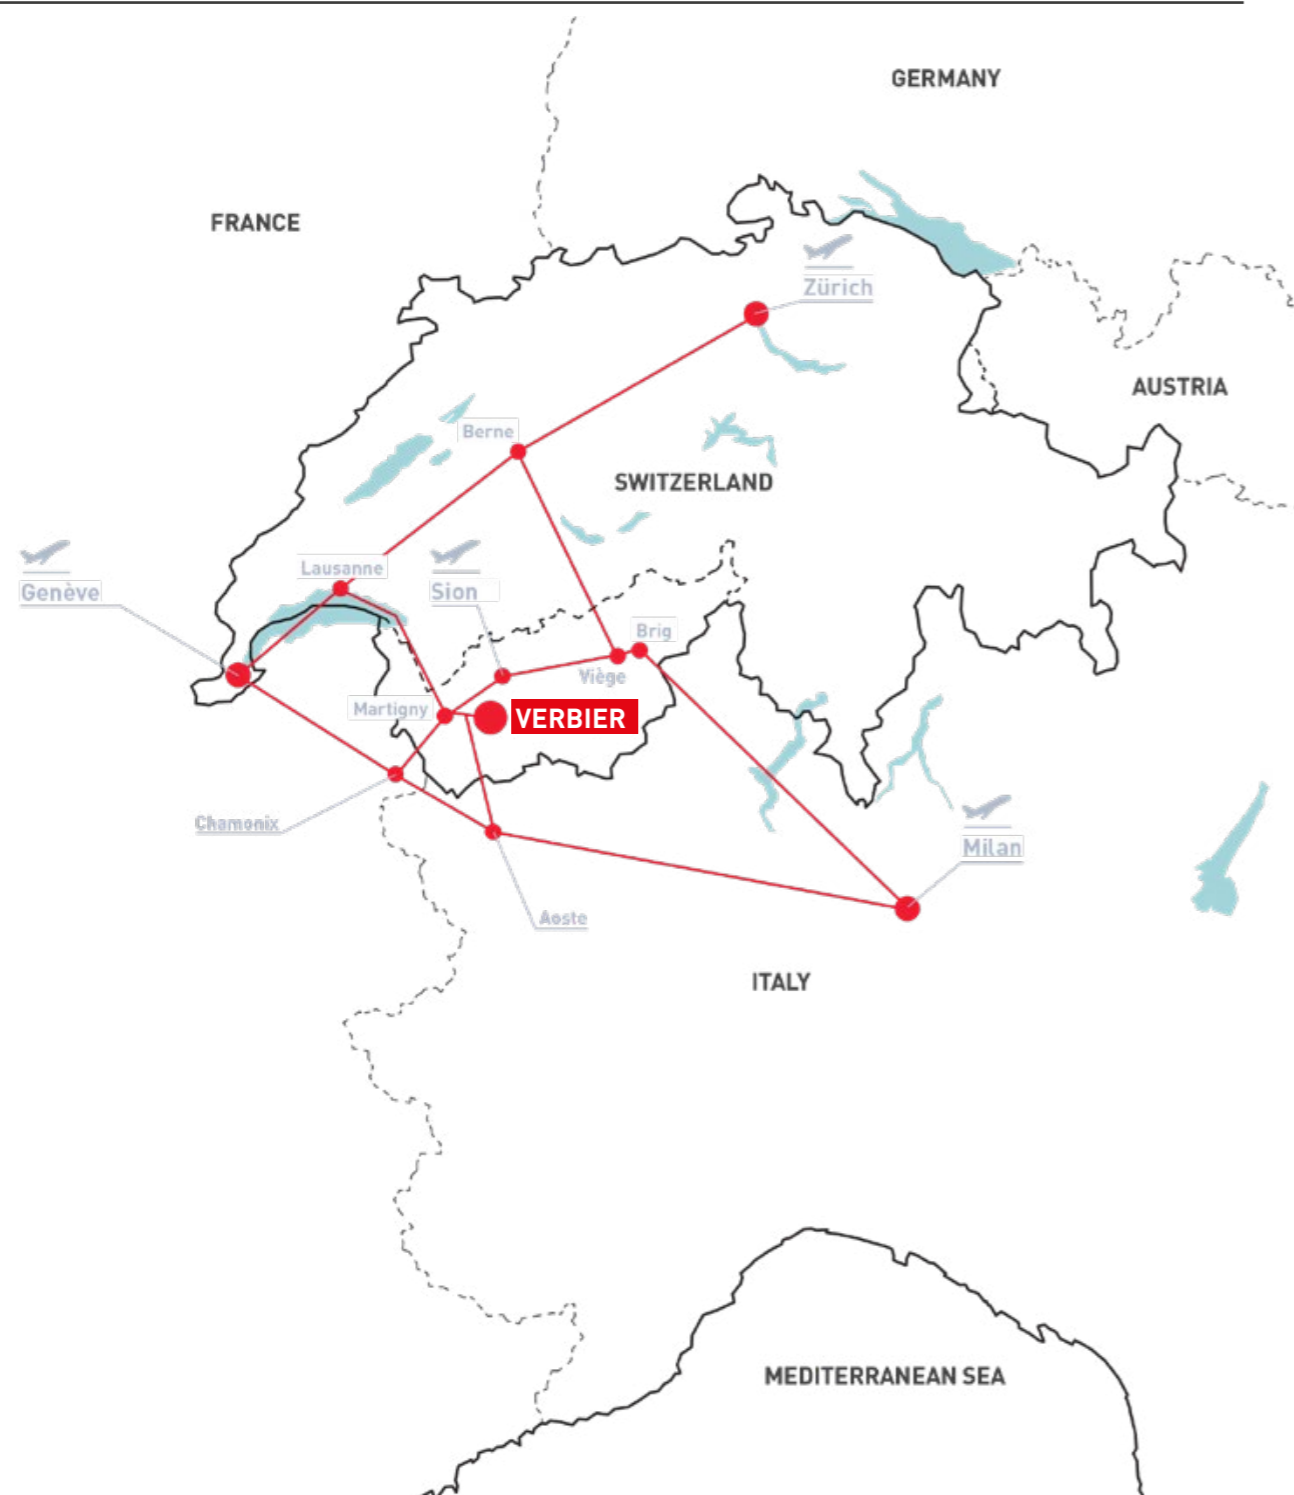 GERMANY
FRANCE
Zürich
AUSTRIA
Berne
SWITZERLAND
Lausanne
Sion
Genève
Brig
Viège
Martigny
VERBIER
Chamonix
Milan
Aoste
ITALY
MEDITERRANEAN SEA